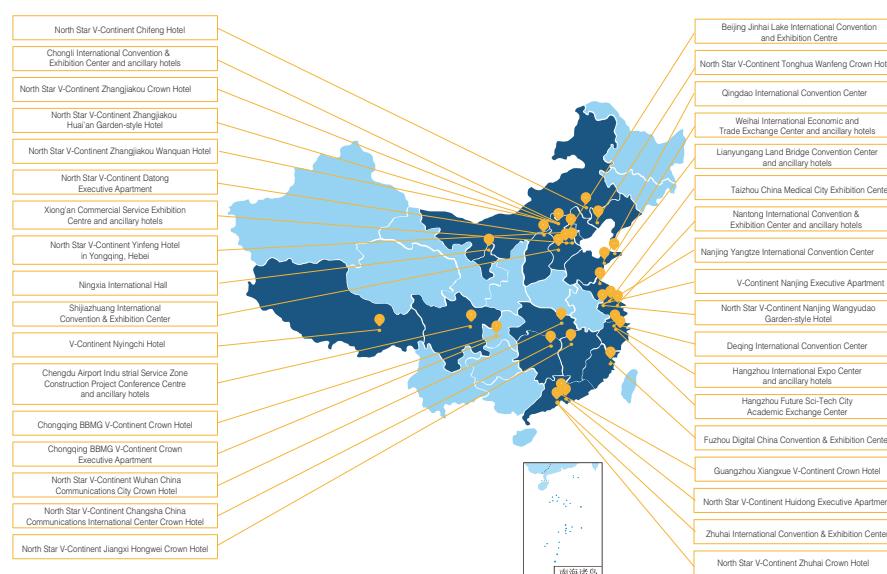 North Star V-Continent Chifeng Hotel
Chongli International Convention &
Exhibition Center and ancillary hotels
North Star V-Continent Zhangjiakou Crown Hotel
North Star V-Continent Zhangjiakou
Huai'an Garden-style Hotel
North Star V-Continent Zhangjiakou Wanquan Hotel
North Star V-Continent Datong
Executive Apartment
Xiong'an Commercial Service Exhibition
Centre and ancillary hotels
North Star V-Continent Yinfeng Hotel
in Yongqing, Hebei
Ningxia International Hall
Shijiazhuang International
Convention & Exhibition Center
V-Continent Nyingchi Hotel
Chengdu Airport Indu strial Service Zone
Construction Project Conference Centre
and ancillary hotels
Chongqing BBMG V-Continent Crown Hotel
Chongqing BBMG V-Continent Crown
Executive Apartment
North Star V-Continent Wuhan China
Communications City Crown Hotel
North Star V-Continent Changsha China
Communications International Center Crown Hotel
North Star V-Continent Jiangxi Hongwei Crown Hotel
Beijing Jinhai Lake International Convention
and Exhibition Centre
North Star V-Continent Tonghua Wanfeng Crown Hot
Qingdao International Convention Center
Weihai International Economic and
Trade Exchange Center and ancillary hotels
Lianyungang Land Bridge Convention Center
and ancillary hotels
Taizhou China Medical City Exhibition Cente
Nantong International Convention &
Exhibition Center and ancillary hotels
Nanjing Yangtze International Convention Center
V-Continent Nanjing Executive Apartment
North Star V-Continent Nanjing Wangyudao
Garden-style Hotel
Deqing International Convention Center
Hangzhou International Expo Center
and ancillary hotels
Hangzhou Future Sci-Tech City
Academic Exchange Center
Fuzhou Digital China Convention & Exhibition Cente
Guangzhou Xiangxue V-Continent Crown Hotel
North Star V-Continent Huidong Executive Apartmen
Zhuhai International Convention & Exhibition Cente
North Star V-Continent Zhuhai Crown Hotel
南海诸岛